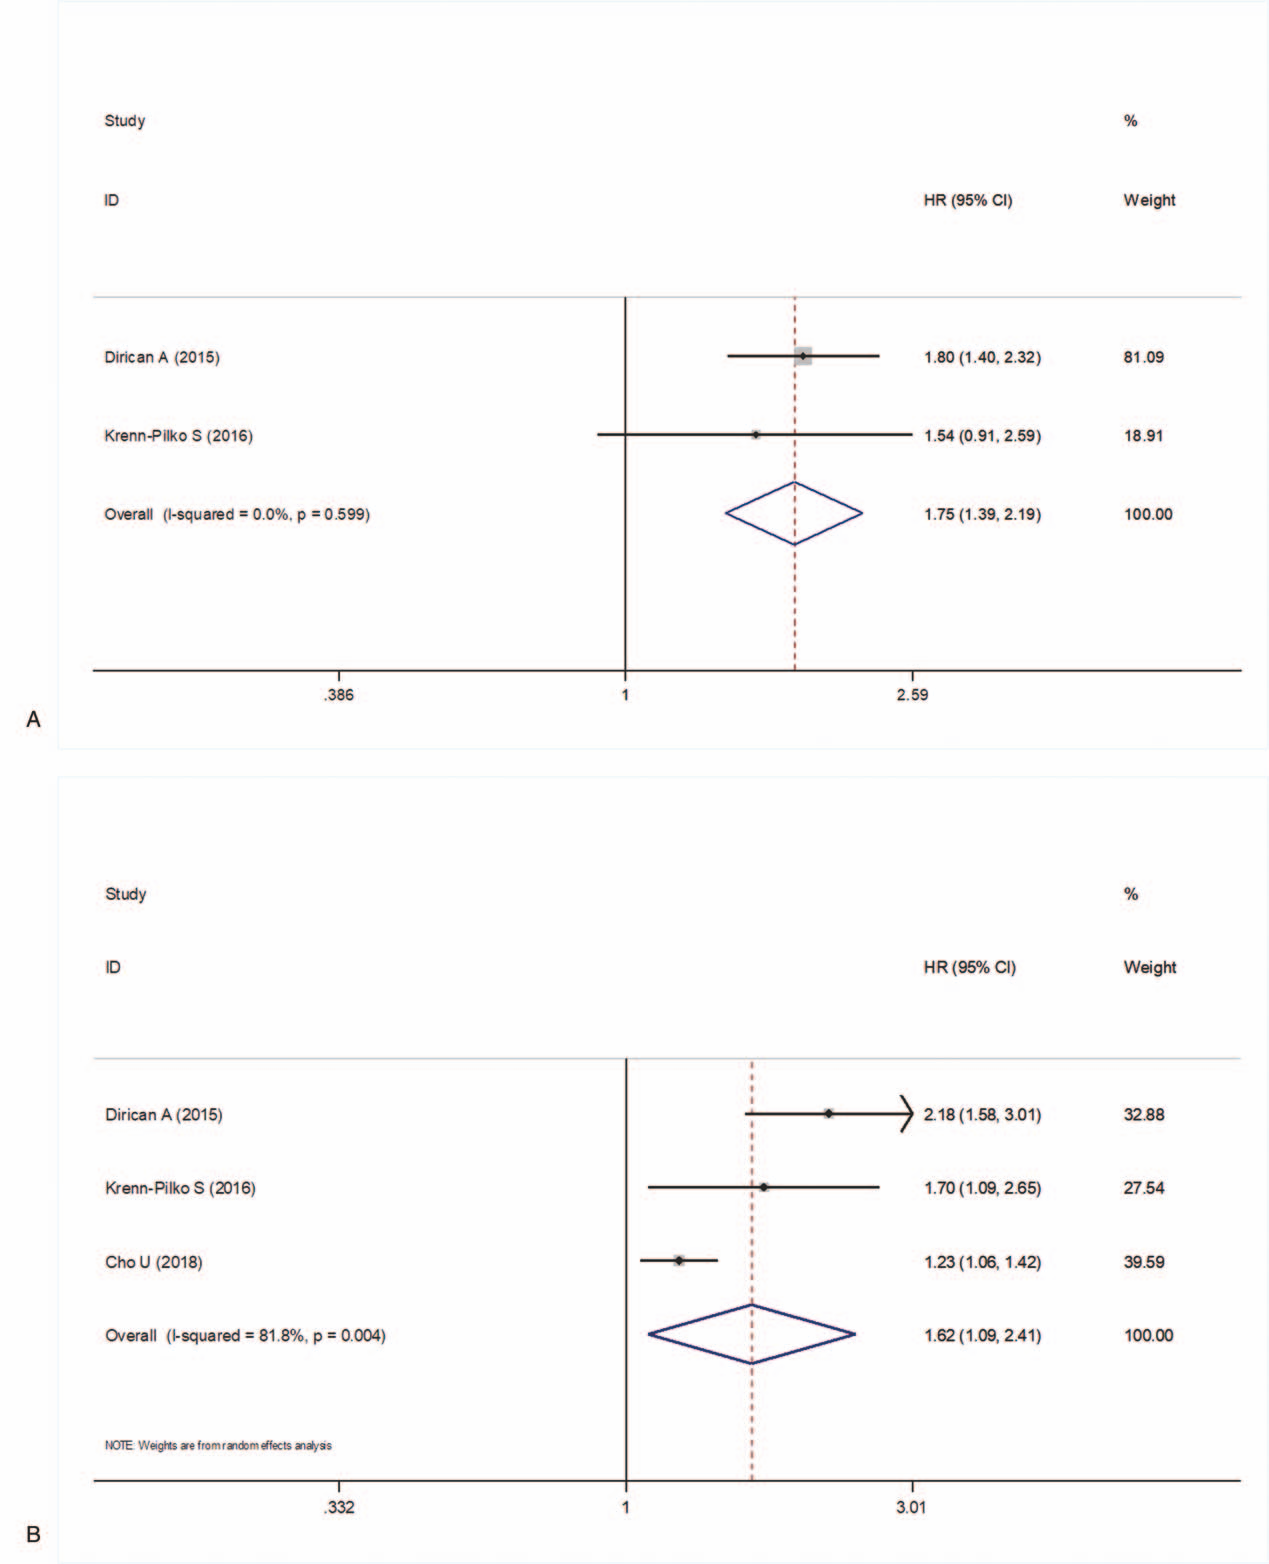 Study %
ID HR (95% CI) Weight
Dirican A (2015) 1.80 (1.40, 2.32) 81.09
Krenn-Pilko S (2016) 1.54 (0.91, 2.59) 18.91
Overall (I-squared = 0.0%, p = 0.599) 1.75 (1.39, 2.19) 100.00
.386 1 2.59
A
Study %
ID HR (95% CI) Weight
Dirican A (2015) 2.18 (1.58, 3.01) 32.88
Krenn-Pilko S (2016) 1.70 (1.09, 2.65) 27.54
Cho U (2018) 1.23 (1.06, 1.42) 39.59
Overall (I-squared = 81.8%, p = 0.004) 1.62 (1.09, 2.41) 100.00
NOTE: Weights are from random effects analysis
.332 1 3.01
B